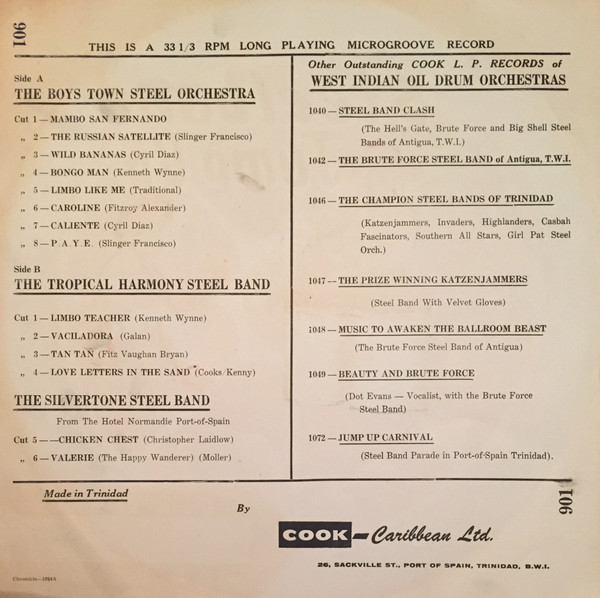 901
THIS IS A 33 1/3 RPM LONG PLAYING MICROGROOVE RECORD
Side A
THE BOYS TOWN STEEL ORCHESTRA
Cut 1 — MAMBO SAN FERNANDO
„ 2 — THE RUSSIAN SATELLITE (Slinger Francisco)
„ 3 — WILD BANANAS (Cyril Diaz)
„ 4 — BONGO MAN (Kenneth Wynne)
„ 5 — LIMBO LIKE ME (Traditional)
„ 6 — CAROLINE (Fitzroy Alexander)
„ 7 — CALIENTE (Cyril Diaz)
„ 8 — P.A.Y.E. (Slinger Francisco)
Side B
THE TROPICAL HARMONY STEEL BAND
Cut 1 — LIMBO TEACHER (Kenneth Wynne)
„ 2 — VACILADORA (Galan)
„ 3 — TAN TAN (Fitz Vaughan Bryan)
„ 4 — LOVE LETTERS IN THE SAND (Cooks/Kenny)
THE SILVERTONE STEEL BAND
From The Hotel Normandie Port-of-Spain
Cut 5 — —CHICKEN CHEST (Christopher Laidlow)
„ 6 — VALERIE (The Happy Wanderer) (Moller)
Other Outstanding COOK L. P. RECORDS of
WEST INDIAN OIL DRUM ORCHESTRAS
1040 — STEEL BAND CLASH
(The Hell's Gate, Brute Force and Big Shell Steel
Bands of Antigua, T.W.I.)
1042 — THE BRUTE FORCE STEEL BAND of Antigua, T.W.I.
1046 — THE CHAMPION STEEL BANDS OF TRINIDAD
(Katzenjammers, Invaders, Highlanders, Casbah
Fascinators, Southern All Stars, Girl Pat Steel
Orch.)
1047 — THE PRIZE WINNING KATZENJAMMERS
(Steel Band With Velvet Gloves)
1048 — MUSIC TO AWAKEN THE BALLROOM BEAST
(The Brute Force Steel Band of Antigua)
1049 — BEAUTY AND BRUTE FORCE
(Dot Evans — Vocalist, with the Brute Force
Steel Band)
1072 — JUMP UP CARNIVAL
(Steel Band Parade in Port-of-Spain Trinidad).
Made in Trinidad
By
901
COOK — Caribbean Ltd.
26, SACKVILLE ST., PORT OF SPAIN, TRINIDAD, B.W.I.